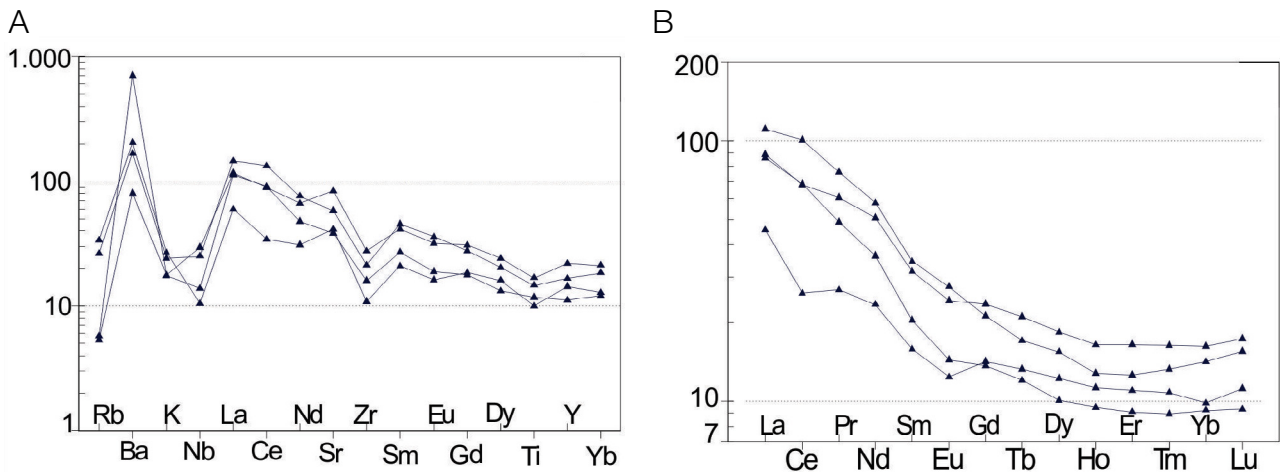 A
1.000
100
10
1
Rb K La Nd Zr Eu Dy Y
Ba Nb Ce Sr Sm Gd Ti Yb
B
200
100
10
7
La Pr Sm Gd Dy Er Yb
Ce Nd Eu Tb Ho Tm Lu